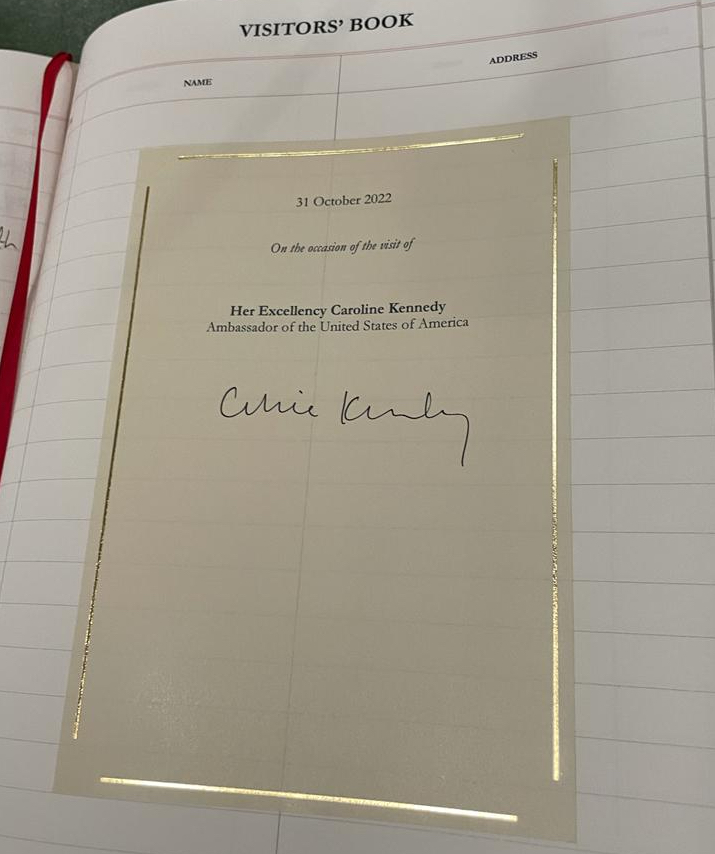 VISITORS' BOOK
NAME
ADDRESS
31 October 2022
On the occasion of the visit of
Her Excellency Caroline Kennedy
Ambassador of the United States of America